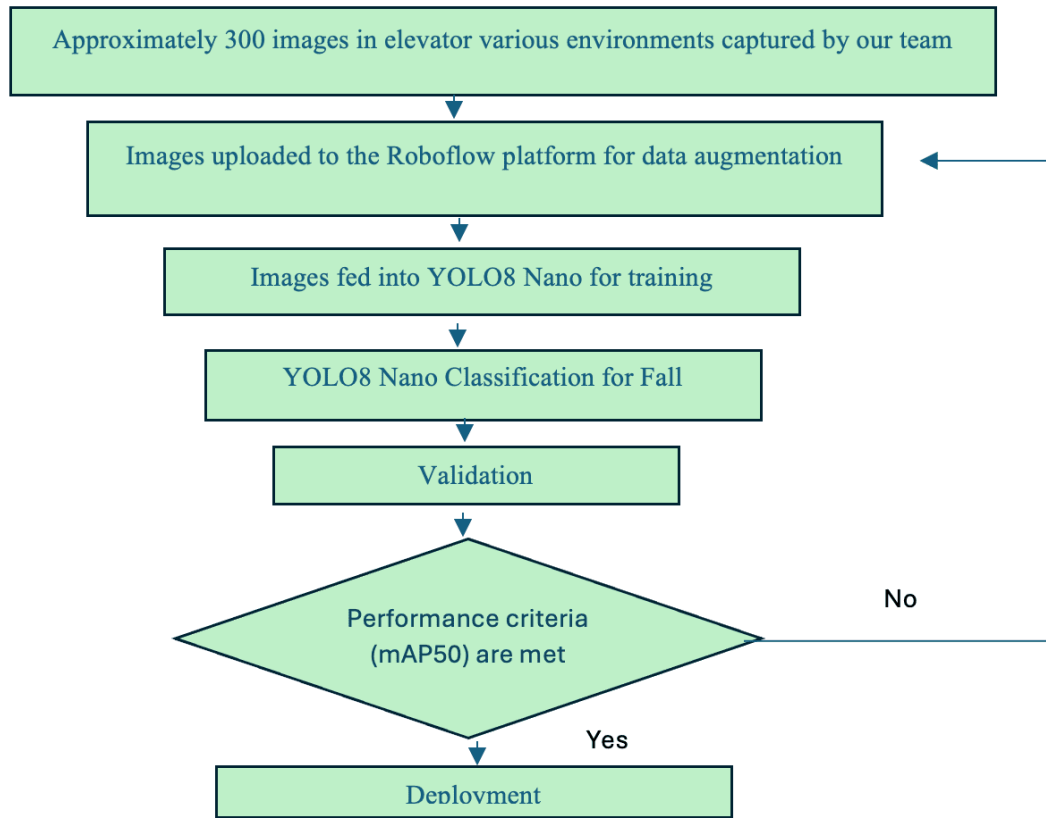 Approximately 300 images in elevator various environments captured by our team
Images uploaded to the Roboflow platform for data augmentation
Images fed into YOLO8 Nano for training
YOLO8 Nano Classification for Fall
Validation
Performance criteria
(mAP50) are met
No
Yes
Deployment